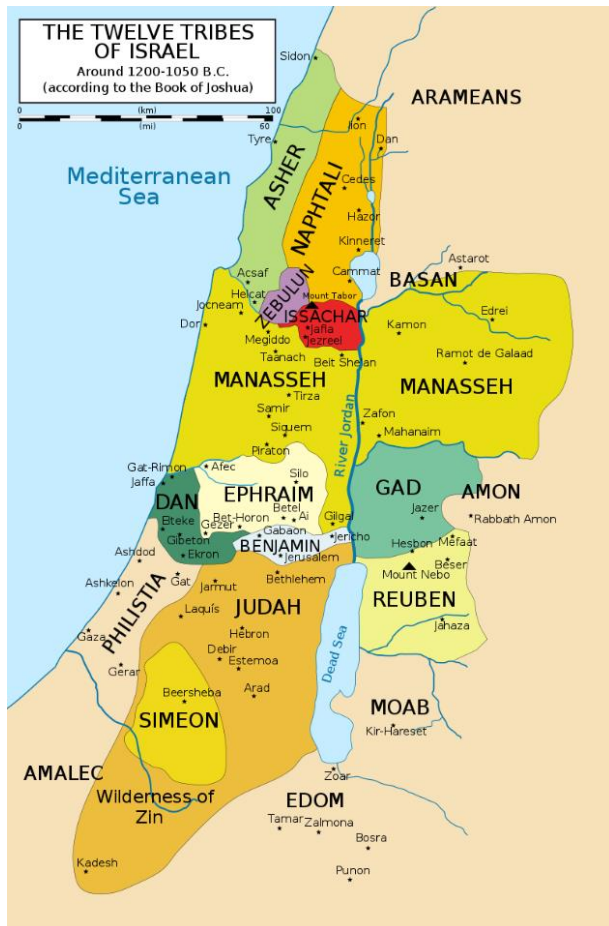 THE TWELVE TRIBES
OF ISRAEL
Around 1200-1050 B.C.
(according to the Book of Joshua)
(km)
0 100
0 60
(mi)
Sidon
ARAMEANS
Ijon
Tyre
Dan
ASHER
Mediterranean
Sea
Cedes
NAPHTALI
Hazor
Kinneret
Astarot
Acsaf
Cammat
BASAN
Helcat
ZEBULUN
Mount Tabor
Jocneam
ISSACHAR
Edrei
Dor
Jafia
Kamon
Megiddo
Jezreel
Taanach
Beit Shelan
Ramot de Galaad
MANASSEH
MANASSEH
Tirza
Samir
Zafon
Siquem
Mahanaim
Piraton
River Jordan
Gat-Rimon
Afec
Jaffa
Silo
GAD
DAN
EPHRAIM
AMON
Betel
Jazer
Elteke
Bet-Horon
Ai
Gilgal
Rabbath Amon
Gezer
Gabaon
Gibeton
BENJAMIN
Jericho
Hesbon
Mefaat
Ashdod
Ekron
Jerusalem
Beser
Gat
Bethlehem
Mount Nebo
Ashkelon
Jarmut
REUBEN
PHILISTIA
Laquís
JUDAH
Jahaza
Gaza
Hebron
Dead Sea
Debir
Gerar
Estemoa
Beersheba
Arad
MOAB
SIMEON
Kir-Hareset
AMALEC
Zoar
Wilderness of
Zin
EDOM
Tamar
Zalmona
Bosra
Kadesh
Punon